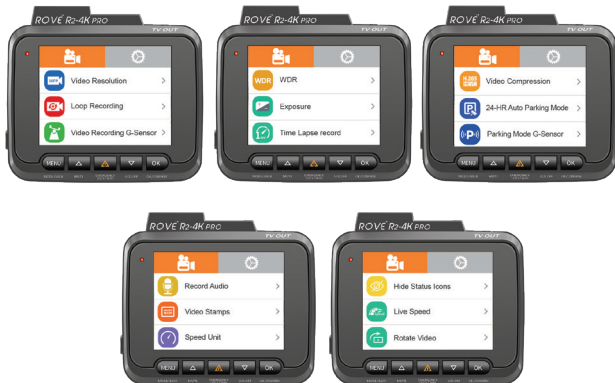 ROVE R2-4K PRO
TV OUT
Video Resolution
Loop Recording
Video Recording G-Sensor
MENU
OK
ROVE R2-4K PRO
TV OUT
WDR WDR
Exposure
Time Lapse record
MENU
OK
ROVE R2-4K PRO
TV OUT
H.265 Video Compression
24-HR Auto Parking Mode
Parking Mode G-Sensor
MENU
OK
ROVE R2-4K PRO
TV OUT
Record Audio
Video Stamps
Speed Unit
MENU
OK
ROVE R2-4K PRO
TV OUT
Hide Status Icons
Live Speed
Rotate Video
MENU
OK